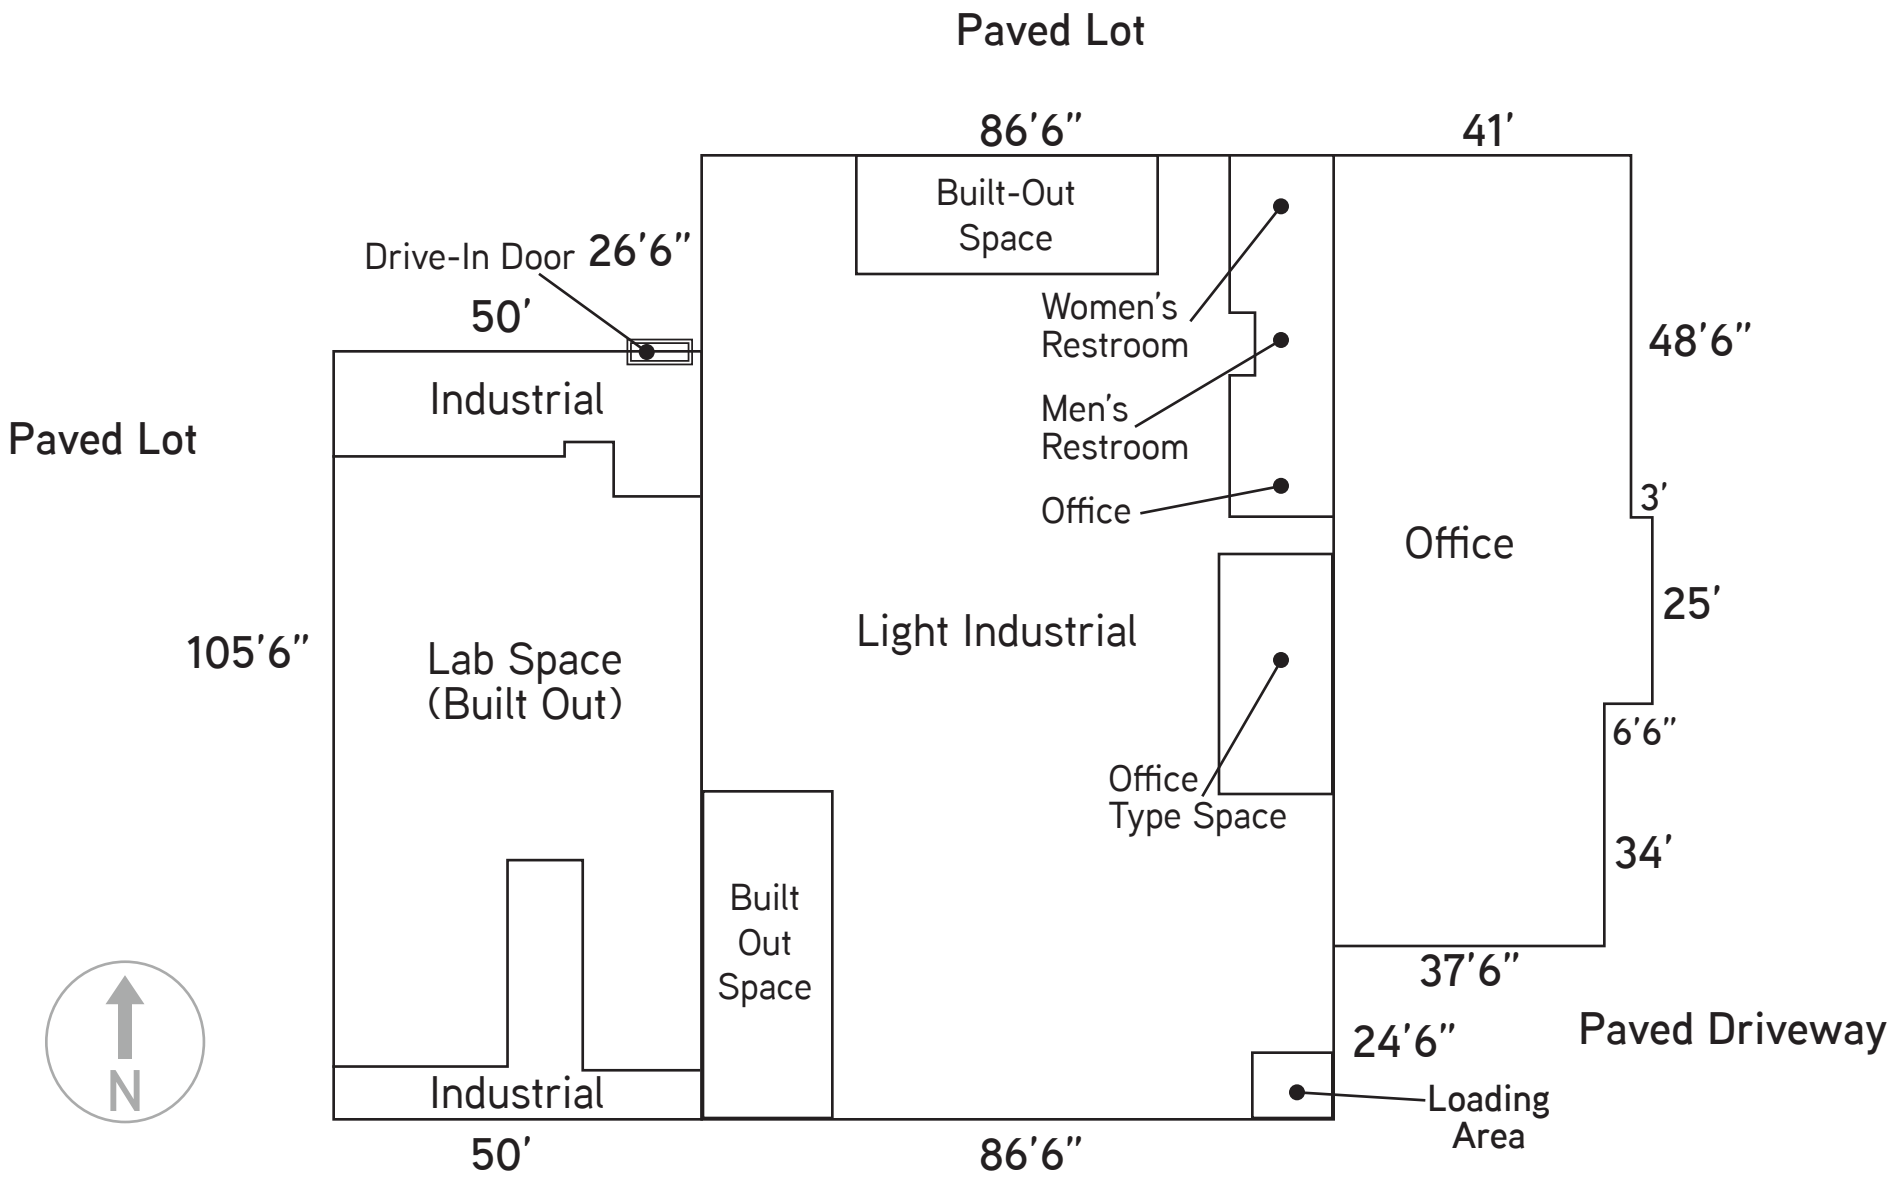 Paved Lot
86’6”
41’
Built-Out
Space
Drive-In Door
26’6”
50’
Women’s
Restroom
48’6”
Industrial
Men’s
Restroom
Paved Lot
Office
3’
Office
25’
Light Industrial
105’6”
Lab Space
(Built Out)
6’6”
Office
Type Space
34’
Built
Out
Space
37’6”
24’6”
Paved Driveway
N
Industrial
Loading
Area
50’
86’6”